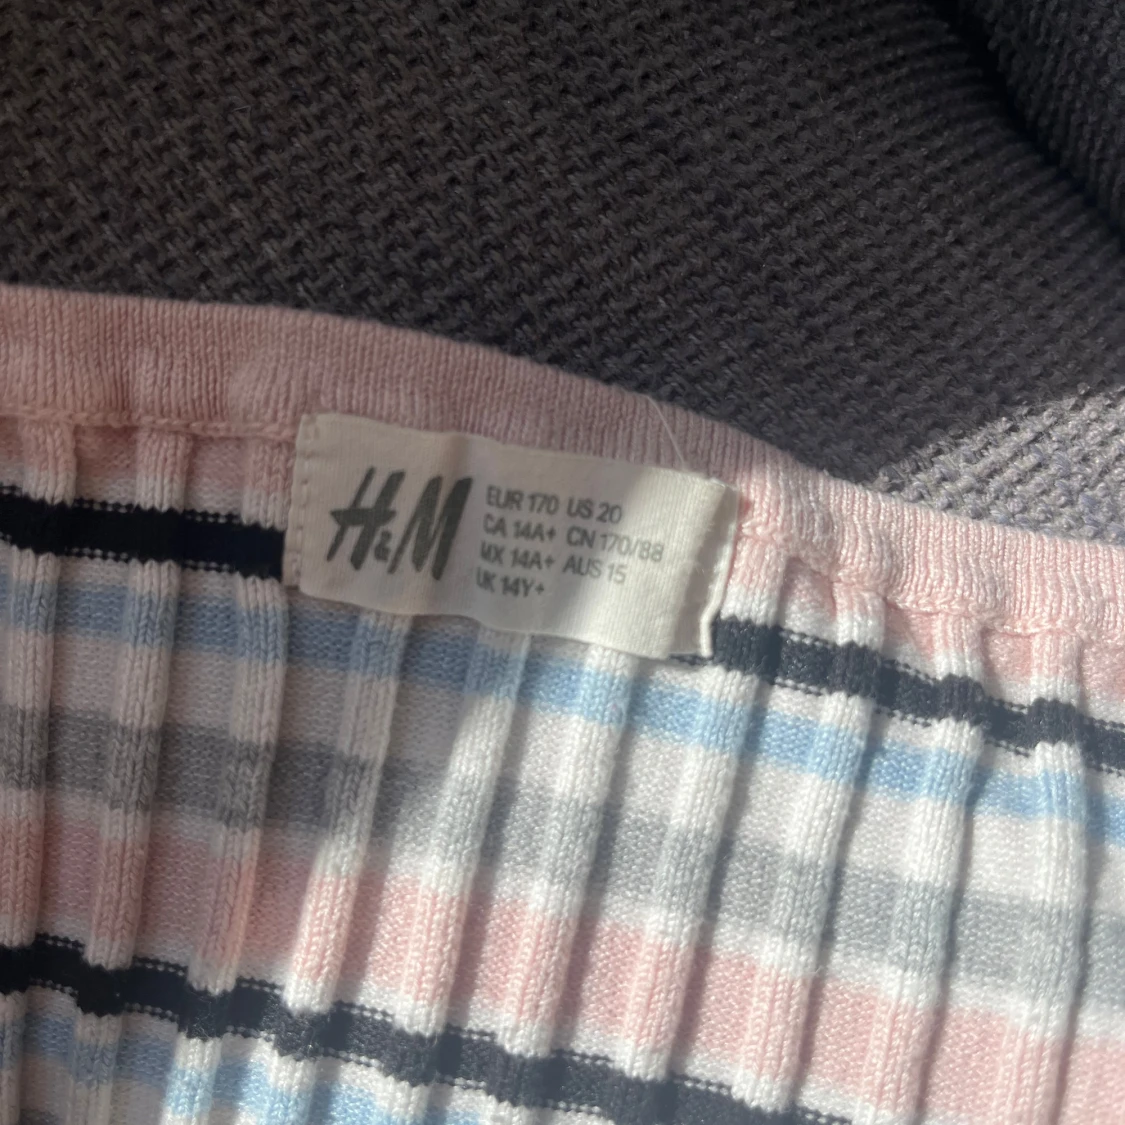 H&M
EUR 170 US 20
CA 14A+ CN 170/88
MX 14A+ AUS 15
UK 14Y+